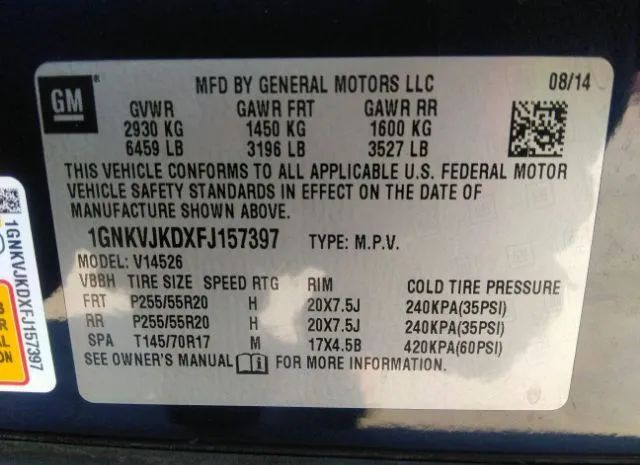 GM
MFD BY GENERAL MOTORS LLC 08/14
GVWR GAWR FRT GAWR RR
2930 KG 1450 KG 1600 KG
6459 LB 3196 LB 3527 LB
THIS VEHICLE CONFORMS TO ALL APPLICABLE U.S. FEDERAL MOTOR
VEHICLE SAFETY STANDARDS IN EFFECT ON THE DATE OF
MANUFACTURE SHOWN ABOVE.
1GNKVJKDXFJ157397 TYPE: M.P.V.
MODEL: V14526
VBBH TIRE SIZE SPEED RTG RIM COLD TIRE PRESSURE
FRT P255/55R20 H 20X7.5J 240KPA(35PSI)
RR P255/55R20 H 20X7.5J 240KPA(35PSI)
SPA T145/70R17 M 17X4.5B 420KPA(60PSI)
SEE OWNER'S MANUAL FOR MORE INFORMATION.
1GNKVJKDXFJ157397